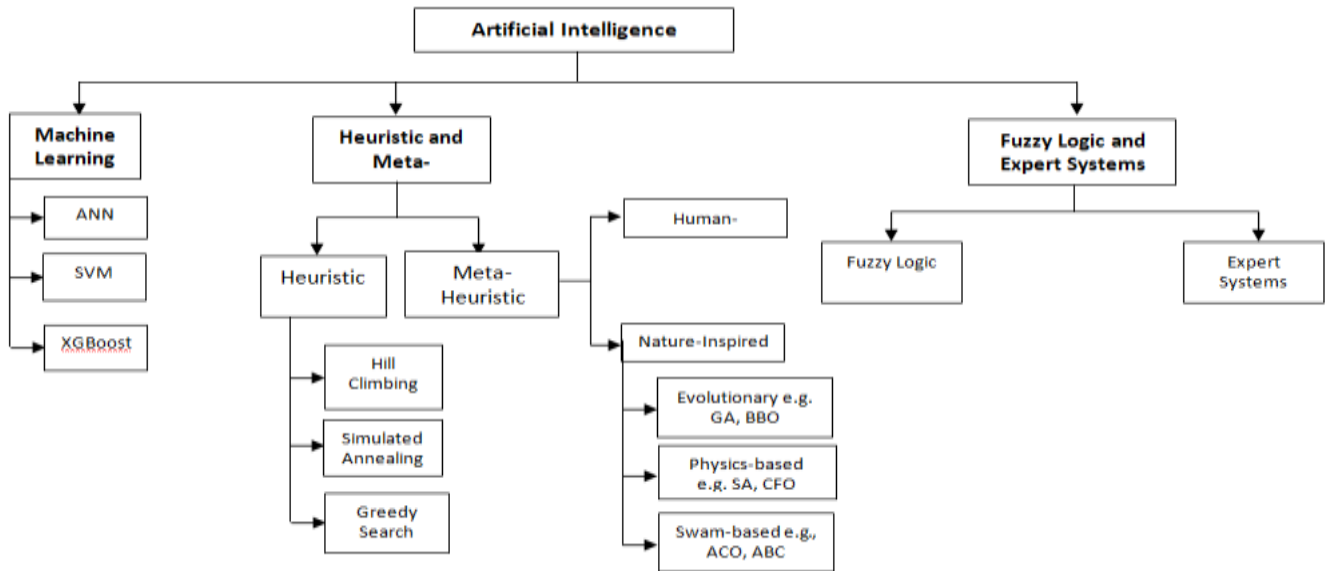 Artificial Intelligence
Machine
Learning
Heuristic and
Meta-
Fuzzy Logic and
Expert Systems
ANN
SVM
XGBoost
Heuristic
Meta-
Heuristic
Human-
Nature-Inspired
Fuzzy Logic
Expert
Systems
Hill
Climbing
Simulated
Annealing
Greedy
Search
Evolutionary e.g.
GA, BBO
Physics-based
e.g. SA, CFO
Swam-based e.g.,
ACO, ABC